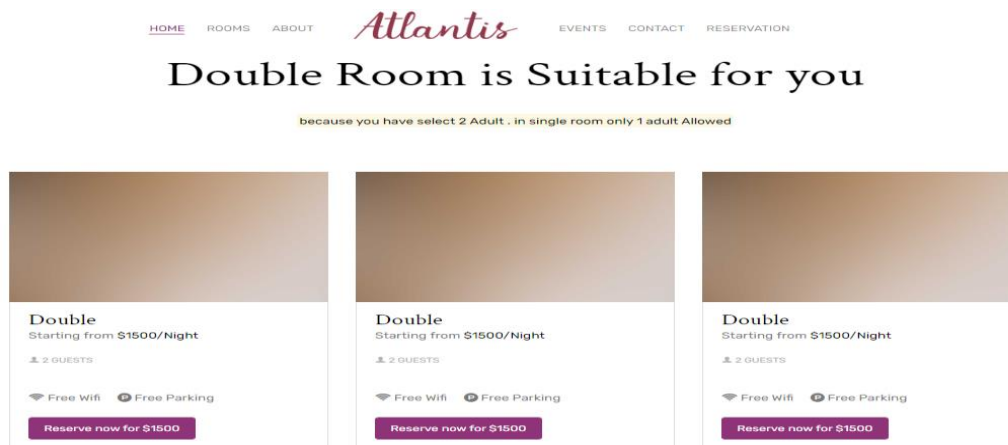 HOME ROOMS ABOUT Atlantis EVENTS CONTACT RESERVATION
Double Room is Suitable for you
because you have select 2 Adult . in single room only 1 adult Allowed
Double
Starting from $1500/Night
2 GUESTS
Free Wifi P Free Parking
Reserve now for $1500
Double
Starting from $1500/Night
2 GUESTS
Free Wifi P Free Parking
Reserve now for $1500
Double
Starting from $1500/Night
2 GUESTS
Free Wifi P Free Parking
Reserve now for $1500